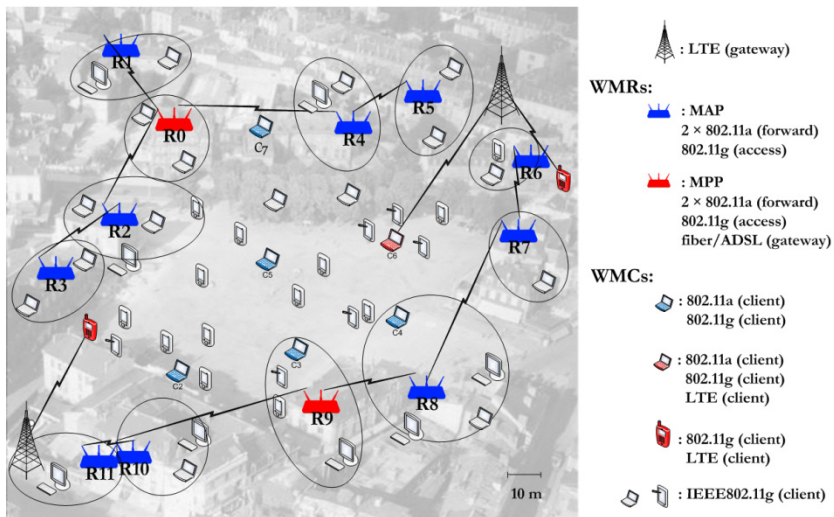 R1
R0
C7
R4
R5
R6
R2
R7
R3
C5
C6
C4
C3
C2
R9
R8
R11
R10
10 m
: LTE (gateway)
WMRs:
: MAP
2 × 802.11a (forward)
802.11g (access)
: MPP
2 × 802.11a (forward)
802.11g (access)
fiber/ADSL (gateway)
WMCs:
: 802.11a (client)
802.11g (client)
: 802.11a (client)
802.11g (client)
LTE (client)
: 802.11g (client)
LTE (client)
: IEEE802.11g (client)